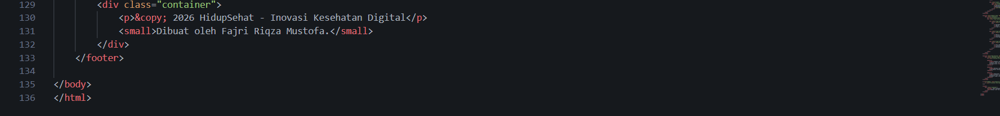 129 <div class="container">
130 <p>&copy; 2026 HidupSehat - Inovasi Kesehatan Digital</p>
131 <small>Dibuat oleh Fajri Riqza Mustofa.</small>
132 </div>
133 </footer>
134
135 </body>
136 </html>